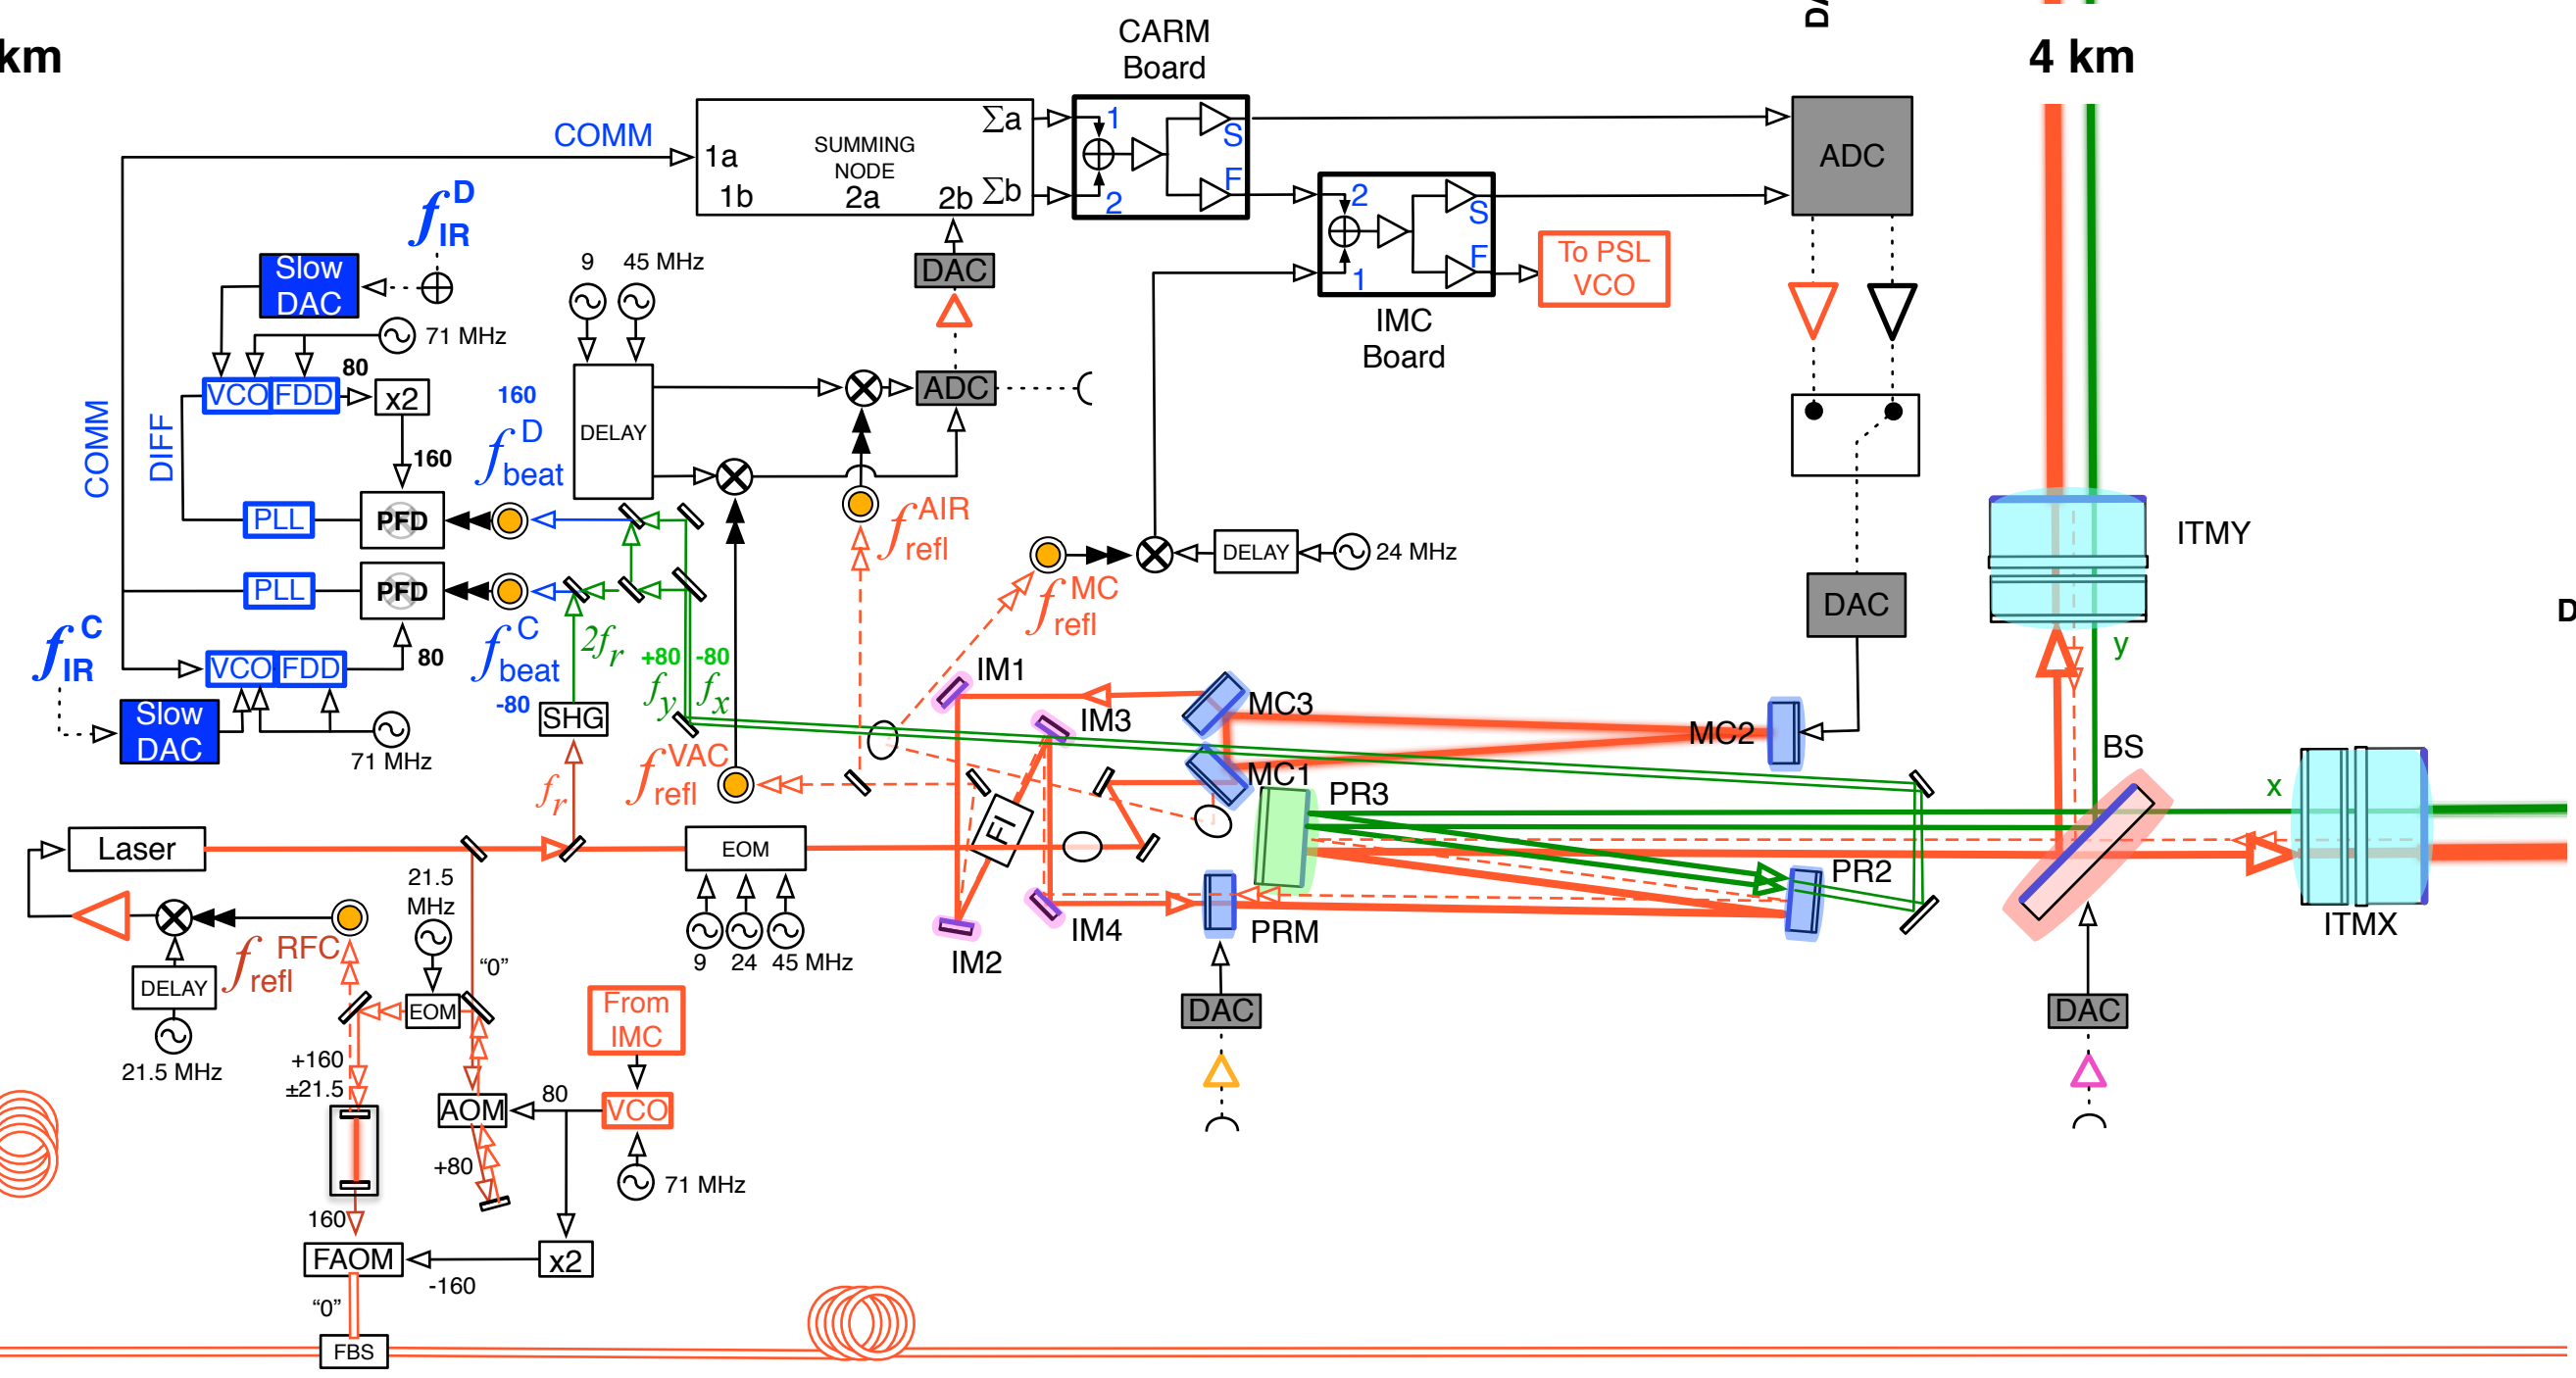 CARM
Board
DA
km
4 km
COMM
1a
1b
SUMMING
NODE
2a
2b
Σa
Σb
1
2
S
F
ADC
2
1
S
F
To PSL
VCO
IMC
Board
f IR D
Slow
DAC
71 MHz
9
45 MHz
DAC
VCO
FDD
80
x2
160
160
f beat D
COMM
DIFF
DELAY
ADC
PLL
PFD
f refl AIR
PLL
PFD
f refl MC
DELAY
24 MHz
DAC
ITMY
D
y
f IR C
VCO
FDD
80
f beat C
-80
2fr
+80
-80
fy
fx
Slow
DAC
71 MHz
SHG
fr
f refl VAC
IM1
IM3
MC3
MC2
MC1
PR3
BS
x
Laser
EOM
FI
PR2
ITMX
21.5
MHz
f refl RFC
DELAY
21.5 MHz
"0"
EOM
9
24
45 MHz
IM2
IM4
PRM
DAC
DAC
From
IMC
+160
±21.5
AOM
80
VCO
+80
71 MHz
160
FAOM
-160
x2
"0"
FBS